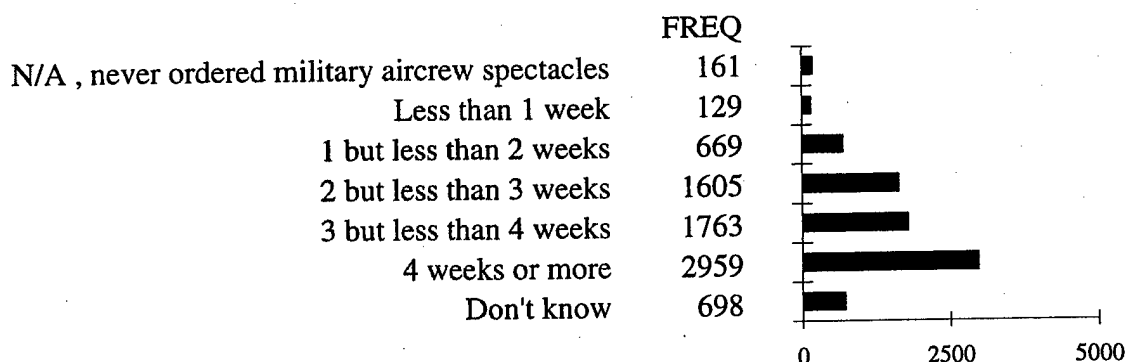 FREQ
N/A , never ordered military aircrew spectacles 161
Less than 1 week 129
1 but less than 2 weeks 669
2 but less than 3 weeks 1605
3 but less than 4 weeks 1763
4 weeks or more 2959
Don't know 698
0 2500 5000